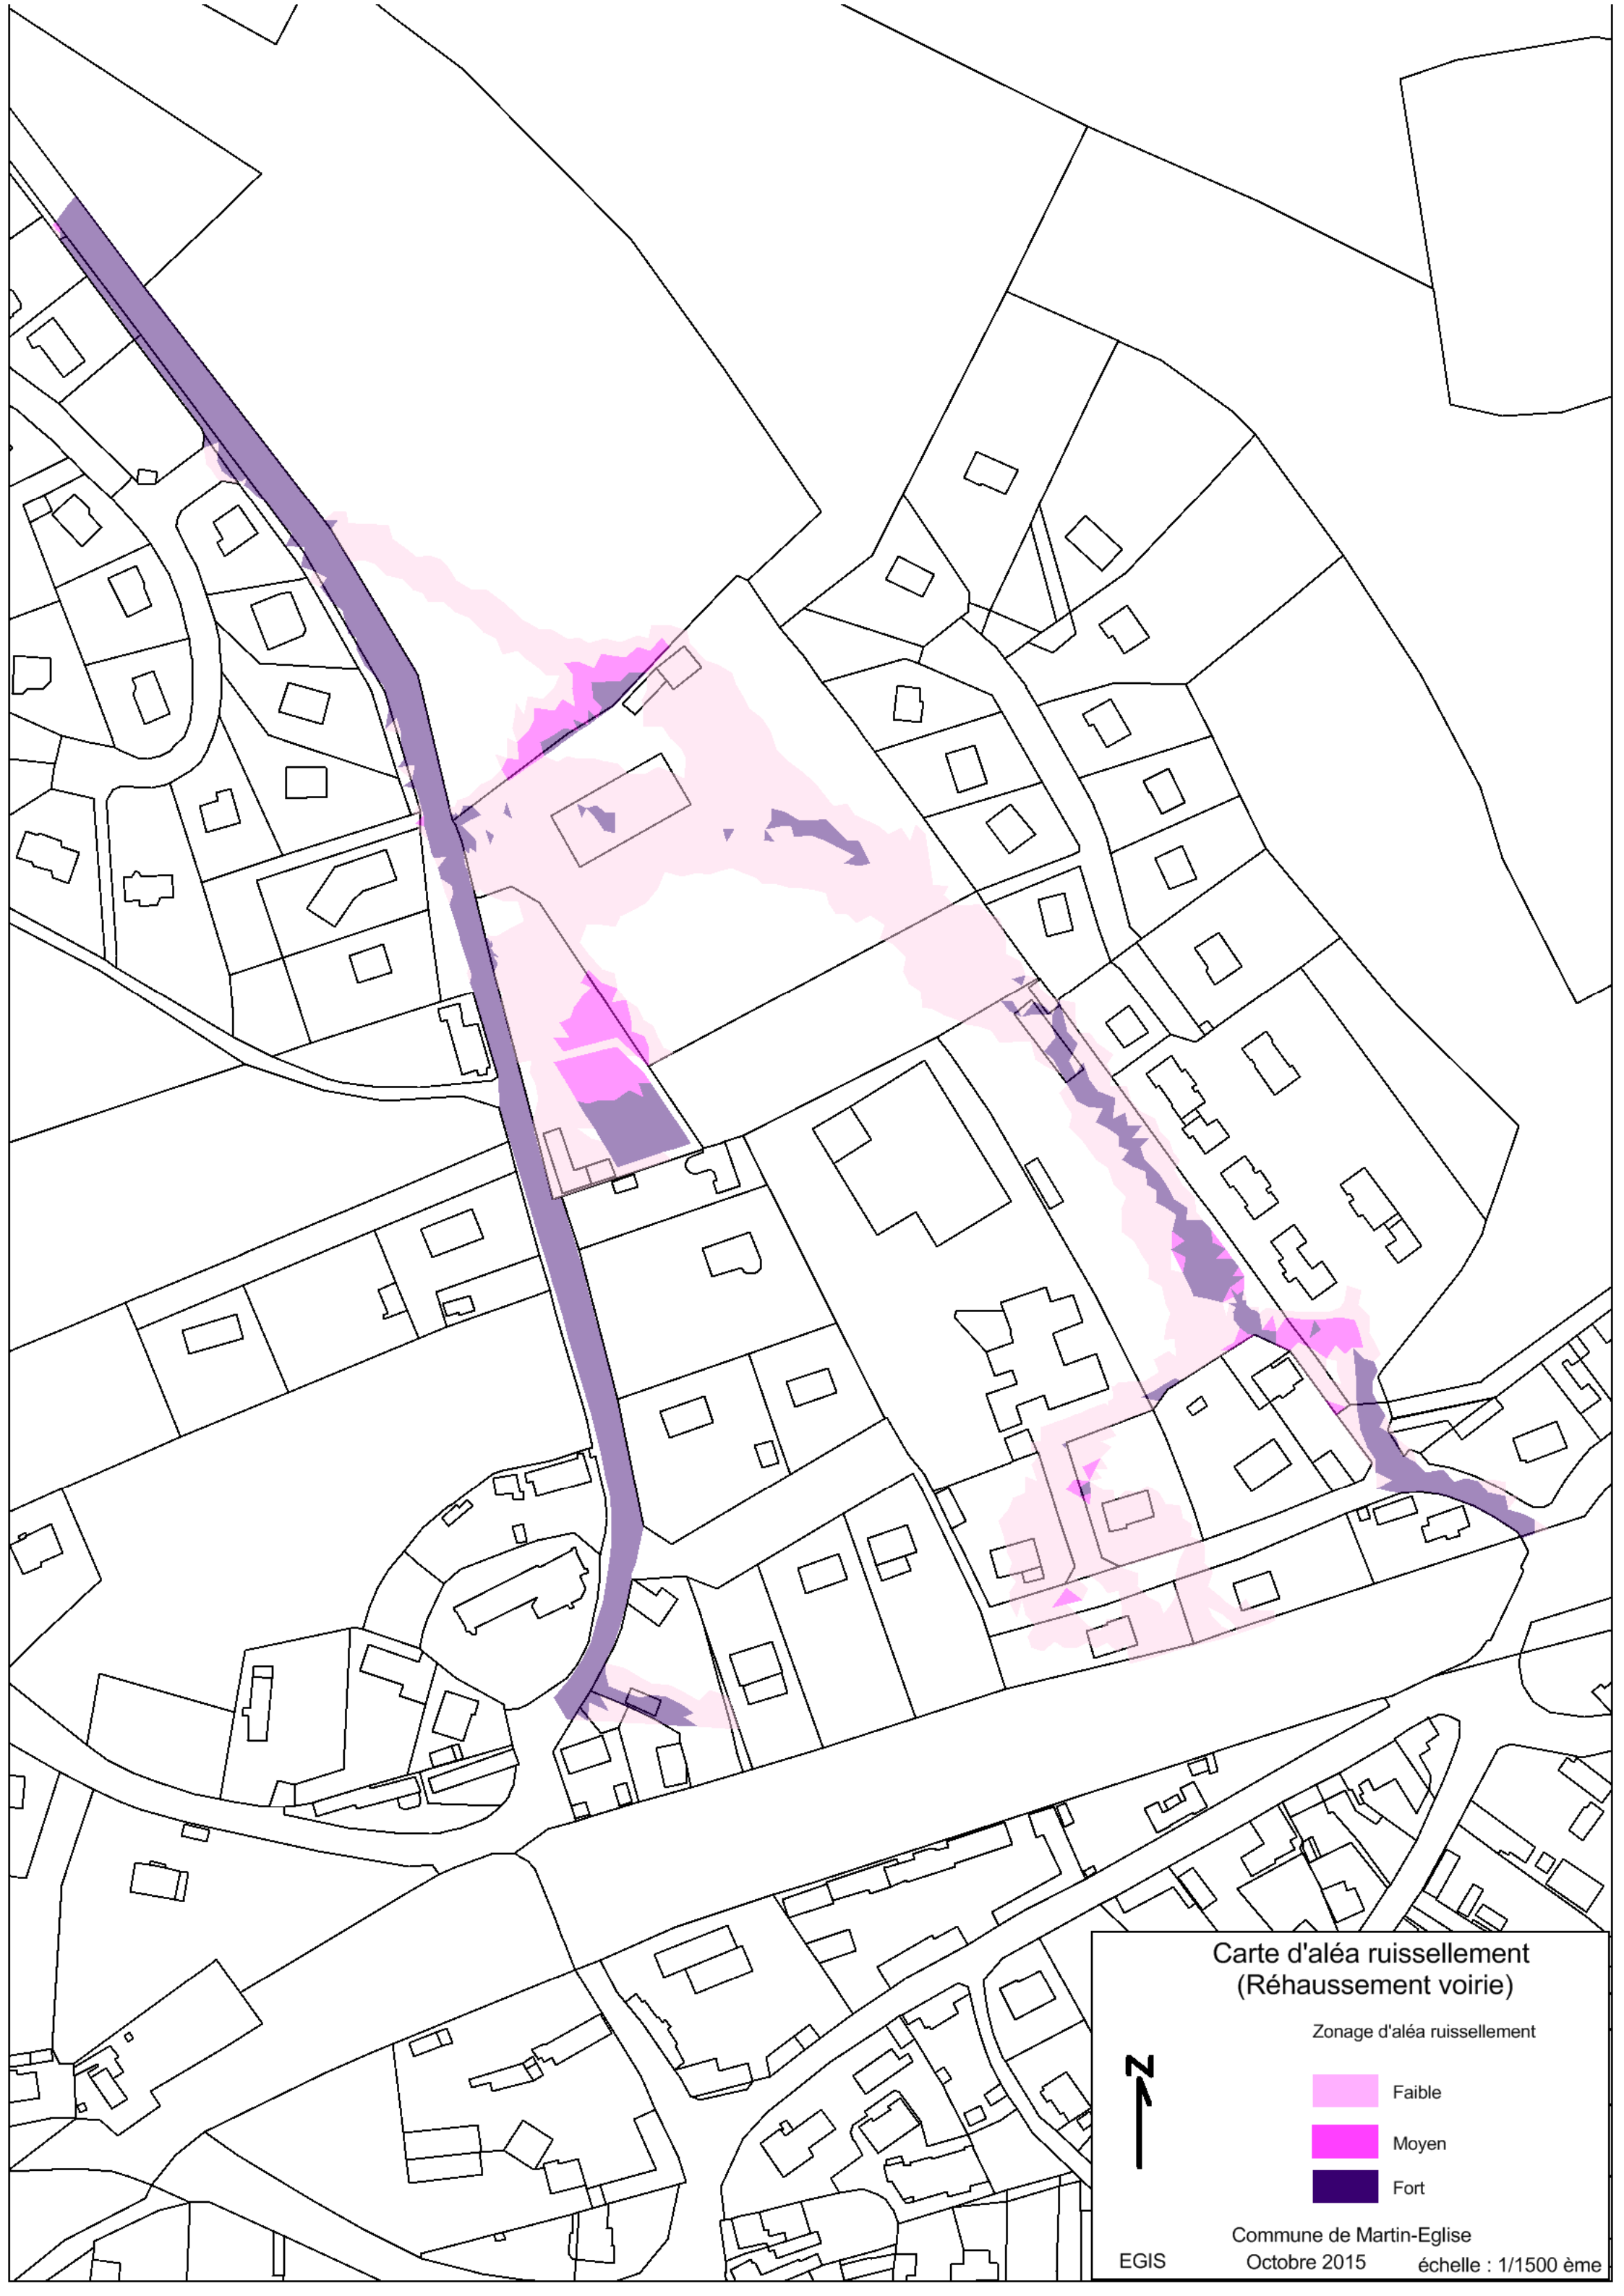 Carte d'aléa ruissellement
(Réhaussement voirie)
Zonage d'aléa ruissellement
N
Faible
Moyen
Fort
Commune de Martin-Eglise
EGIS Octobre 2015 échelle : 1/1500 ème